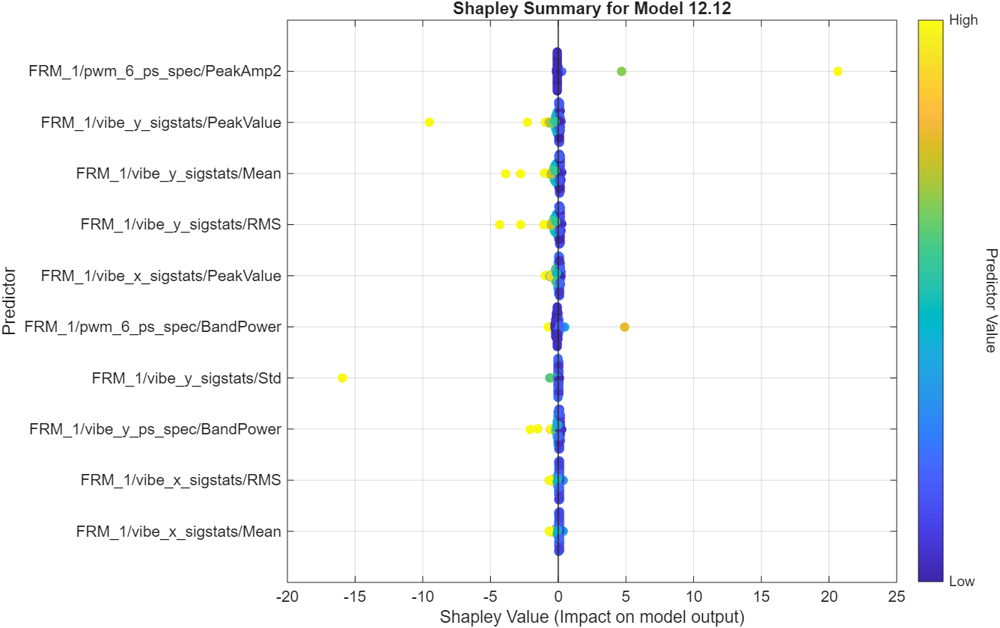 Shapley Summary for Model 12.12
High
FRM_1/pwm_6_ps_spec/PeakAmp2
FRM_1/vibe_y_sigstats/PeakValue
FRM_1/vibe_y_sigstats/Mean
FRM_1/vibe_y_sigstats/RMS
FRM_1/vibe_x_sigstats/PeakValue
FRM_1/pwm_6_ps_spec/BandPower
FRM_1/vibe_y_sigstats/Std
FRM_1/vibe_y_ps_spec/BandPower
FRM_1/vibe_x_sigstats/RMS
FRM_1/vibe_x_sigstats/Mean
Predictor
Predictor Value
Low
-20 -15 -10 -5 0 5 10 15 20 25
Shapley Value (Impact on model output)